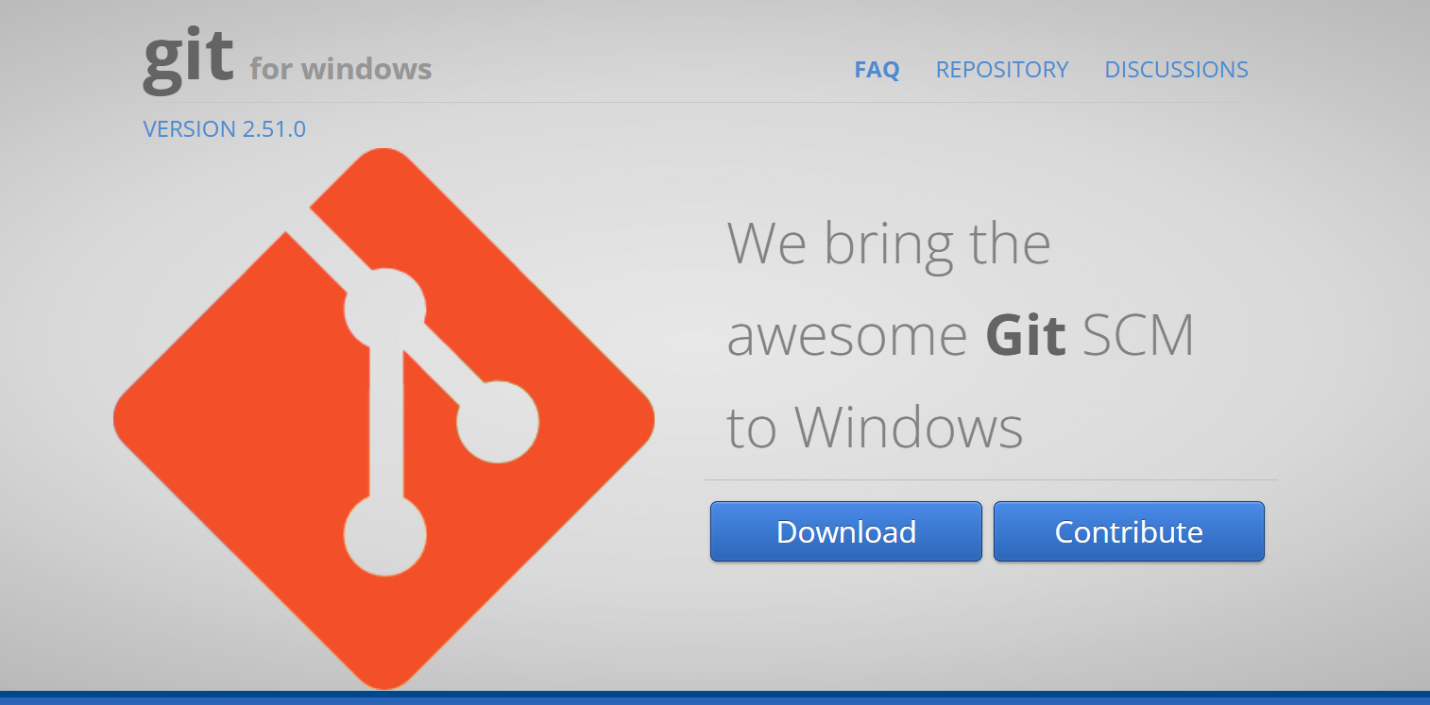 git for windows
FAQ REPOSITORY DISCUSSIONS
VERSION 2.51.0
We bring the
awesome Git SCM
to Windows
Download Contribute